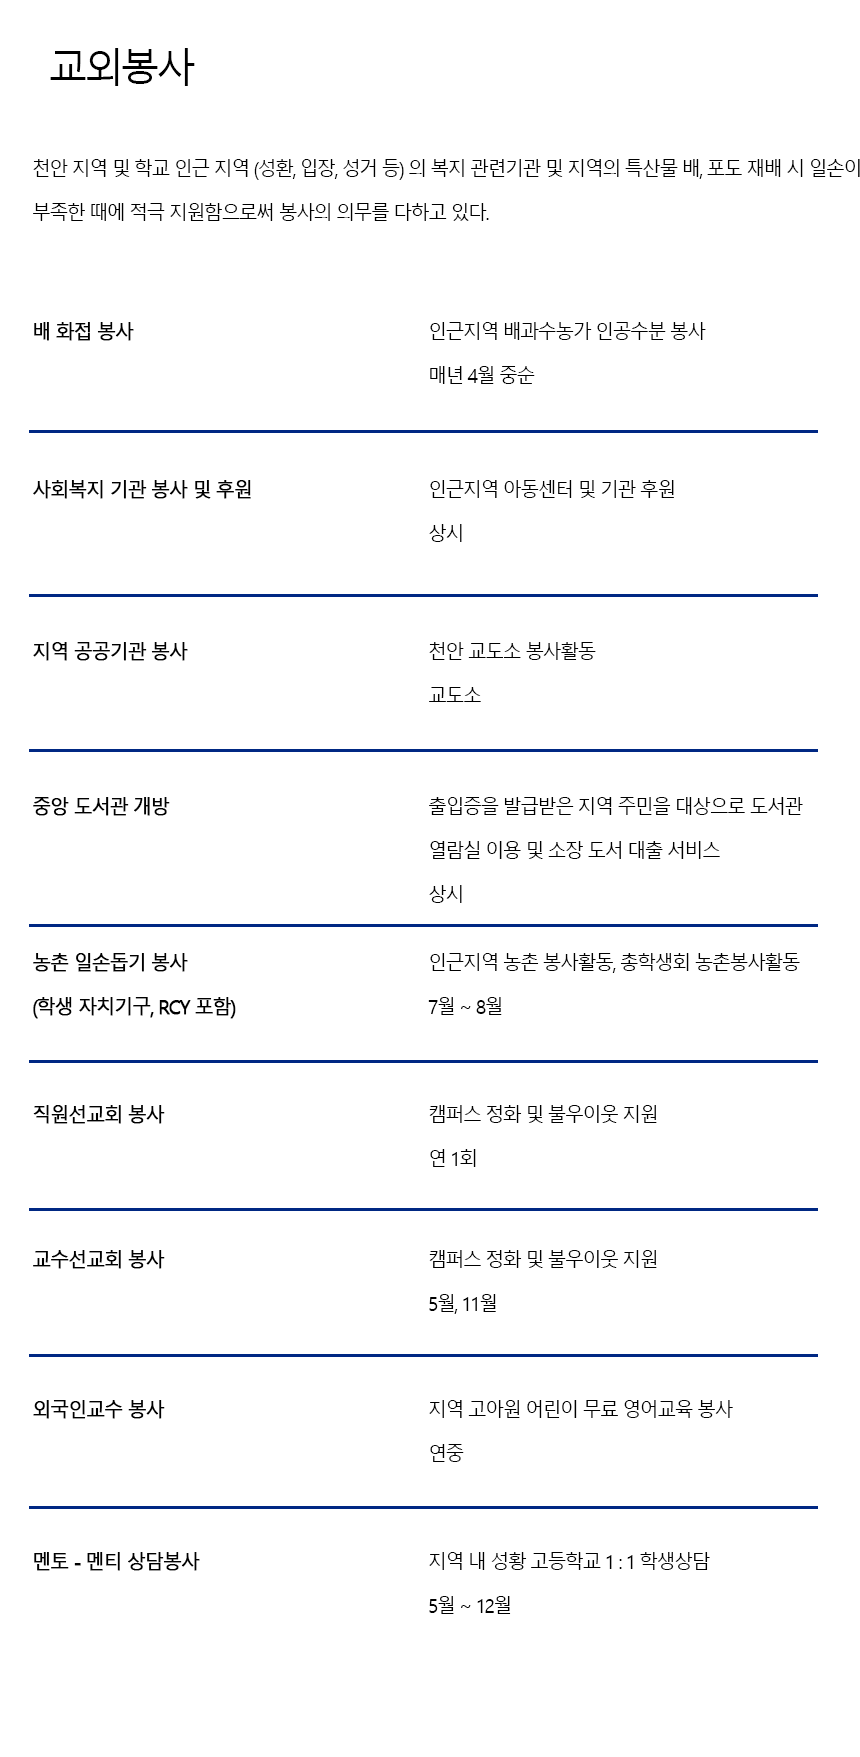 교외봉사
천안 지역 및 학교 인근 지역 (성환, 입장, 성거 등) 의 복지 관련기관 및 지역의 특산물 배, 포도 재배 시 일손이
부족한 때에 적극 지원함으로써 봉사의 의무를 다하고 있다.
배 화접 봉사
인근지역 배과수농가 인공수분 봉사
매년 4월 중순
사회복지 기관 봉사 및 후원
인근지역 아동센터 및 기관 후원
상시
지역 공공기관 봉사
천안 교도소 봉사활동
교도소
중앙 도서관 개방
출입증을 발급받은 지역 주민을 대상으로 도서관
열람실 이용 및 소장 도서 대출 서비스
상시
농촌 일손돕기 봉사
(학생 자치기구, RCY 포함)
인근지역 농촌 봉사활동, 총학생회 농촌봉사활동
7월 ~ 8월
직원선교회 봉사
캠퍼스 정화 및 불우이웃 지원
연 1회
교수선교회 봉사
캠퍼스 정화 및 불우이웃 지원
5월, 11월
외국인교수 봉사
지역 고아원 어린이 무료 영어교육 봉사
연중
멘토 - 멘티 상담봉사
지역 내 성황 고등학교 1 : 1 학생상담
5월 ~ 12월